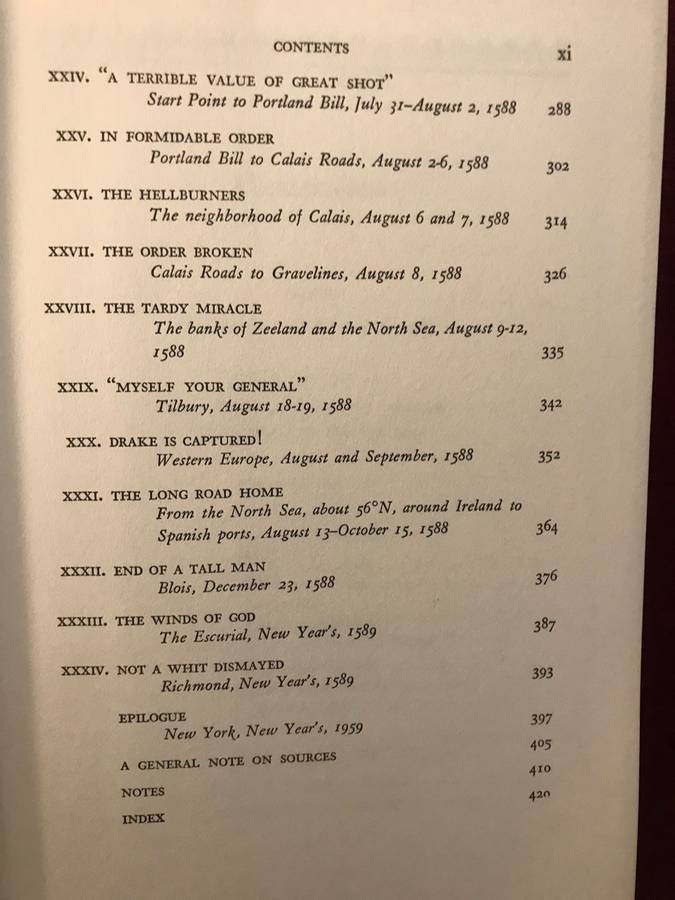 CONTENTS xi
XXIV. "A TERRIBLE VALUE OF GREAT SHOT"
Start Point to Portland Bill, July 31–August 2, 1588 288
XXV. IN FORMIDABLE ORDER
Portland Bill to Calais Roads, August 2-6, 1588 302
XXVI. THE HELLBURNERS
The neighborhood of Calais, August 6 and 7, 1588 314
XXVII. THE ORDER BROKEN
Calais Roads to Gravelines, August 8, 1588 326
XXVIII. THE TARDY MIRACLE
The banks of Zeeland and the North Sea, August 9-12,
1588 335
XXIX. "MYSELF YOUR GENERAL"
Tilbury, August 18-19, 1588 342
XXX. DRAKE IS CAPTURED!
Western Europe, August and September, 1588 352
XXXI. THE LONG ROAD HOME
From the North Sea, about 56°N, around Ireland to
Spanish ports, August 13–October 15, 1588 364
XXXII. END OF A TALL MAN
Blois, December 23, 1588 376
XXXIII. THE WINDS OF GOD
The Escurial, New Year's, 1589 387
XXXIV. NOT A WHIT DISMAYED
Richmond, New Year's, 1589 393
EPILOGUE
New York, New Year's, 1959 397
A GENERAL NOTE ON SOURCES 405
NOTES 410
INDEX 420